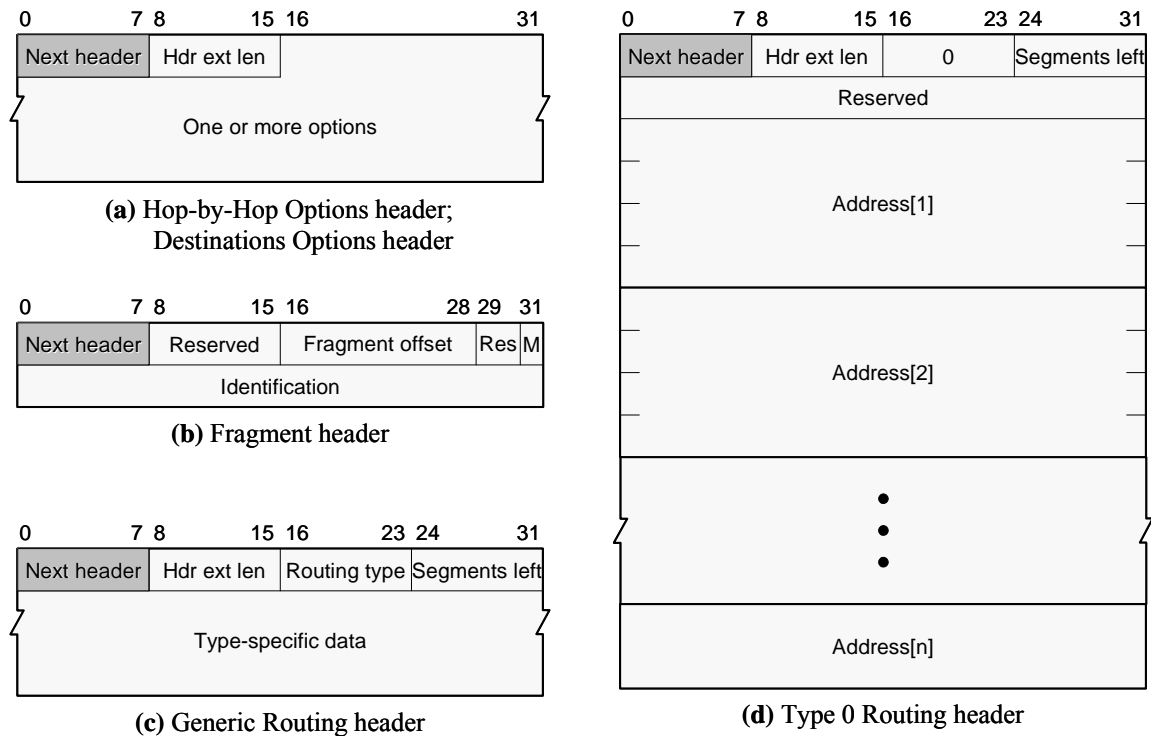 0 7 8 15 16 31
Next header Hdr ext len
One or more options
(a) Hop-by-Hop Options header;
Destinations Options header
0 7 8 15 16 28 29 31
Next header Reserved Fragment offset Res M
Identification
(b) Fragment header
0 7 8 15 16 23 24 31
Next header Hdr ext len Routing type Segments left
Type-specific data
(c) Generic Routing header
0 7 8 15 16 23 24 31
Next header Hdr ext len 0 Segments left
Reserved
Address[1]
Address[2]
Address[n]
(d) Type 0 Routing header